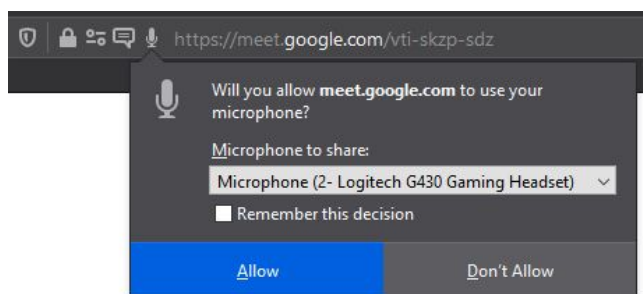 https://meet.google.com/vti-skzp-sdz
Will you allow meet.google.com to use your
microphone?
Microphone to share:
Microphone (2- Logitech G430 Gaming Headset)
Remember this decision
Allow Don't Allow